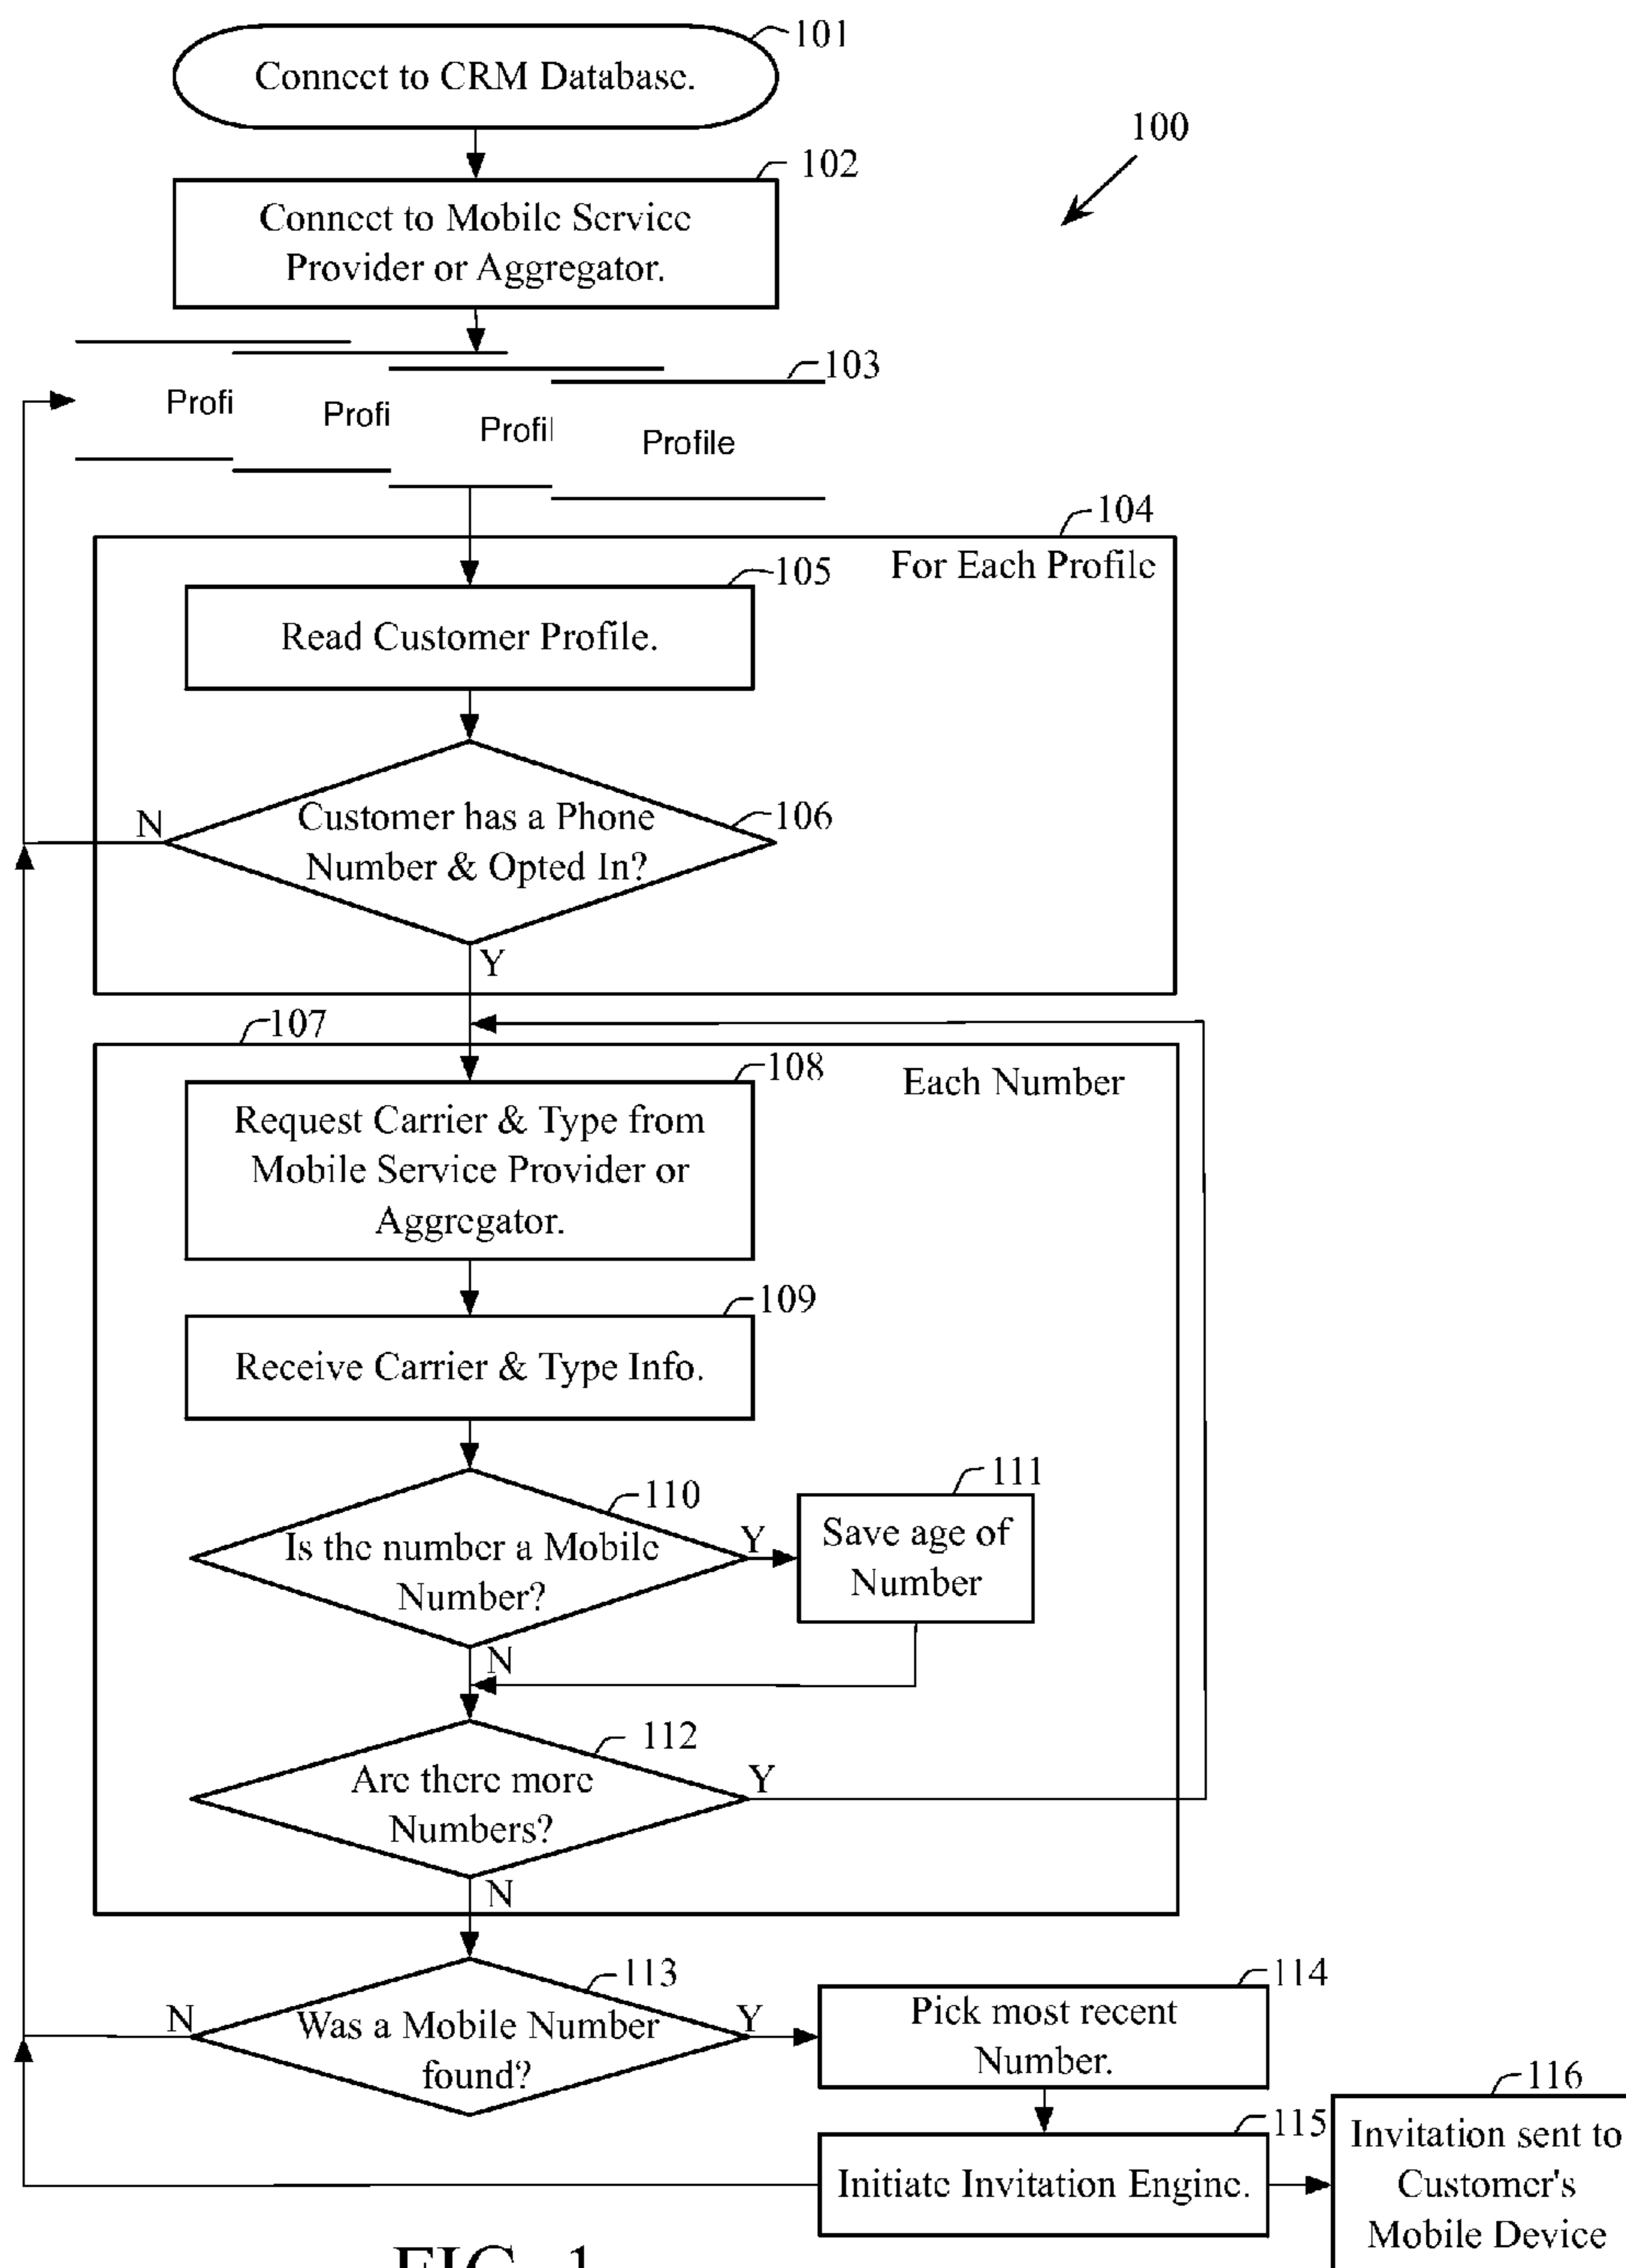 101
Connect to CRM Database.
100
102
Connect to Mobile Service
Provider or Aggregator.
103
Profi
Profi
Profil
Profile
104
For Each Profile
105
Read Customer Profile.
106
Customer has a Phone
Number & Opted In?
N
Y
107
Each Number
108
Request Carrier & Type from
Mobile Service Provider or
Aggregator.
109
Receive Carrier & Type Info.
110
Is the number a Mobile
Number?
Y
N
111
Save age of
Number
112
Are there more
Numbers?
Y
N
113
Was a Mobile Number
found?
N
Y
114
Pick most recent
Number.
115
Initiate Invitation Engine.
116
Invitation sent to
Customer's
Mobile Device
FIG. 1